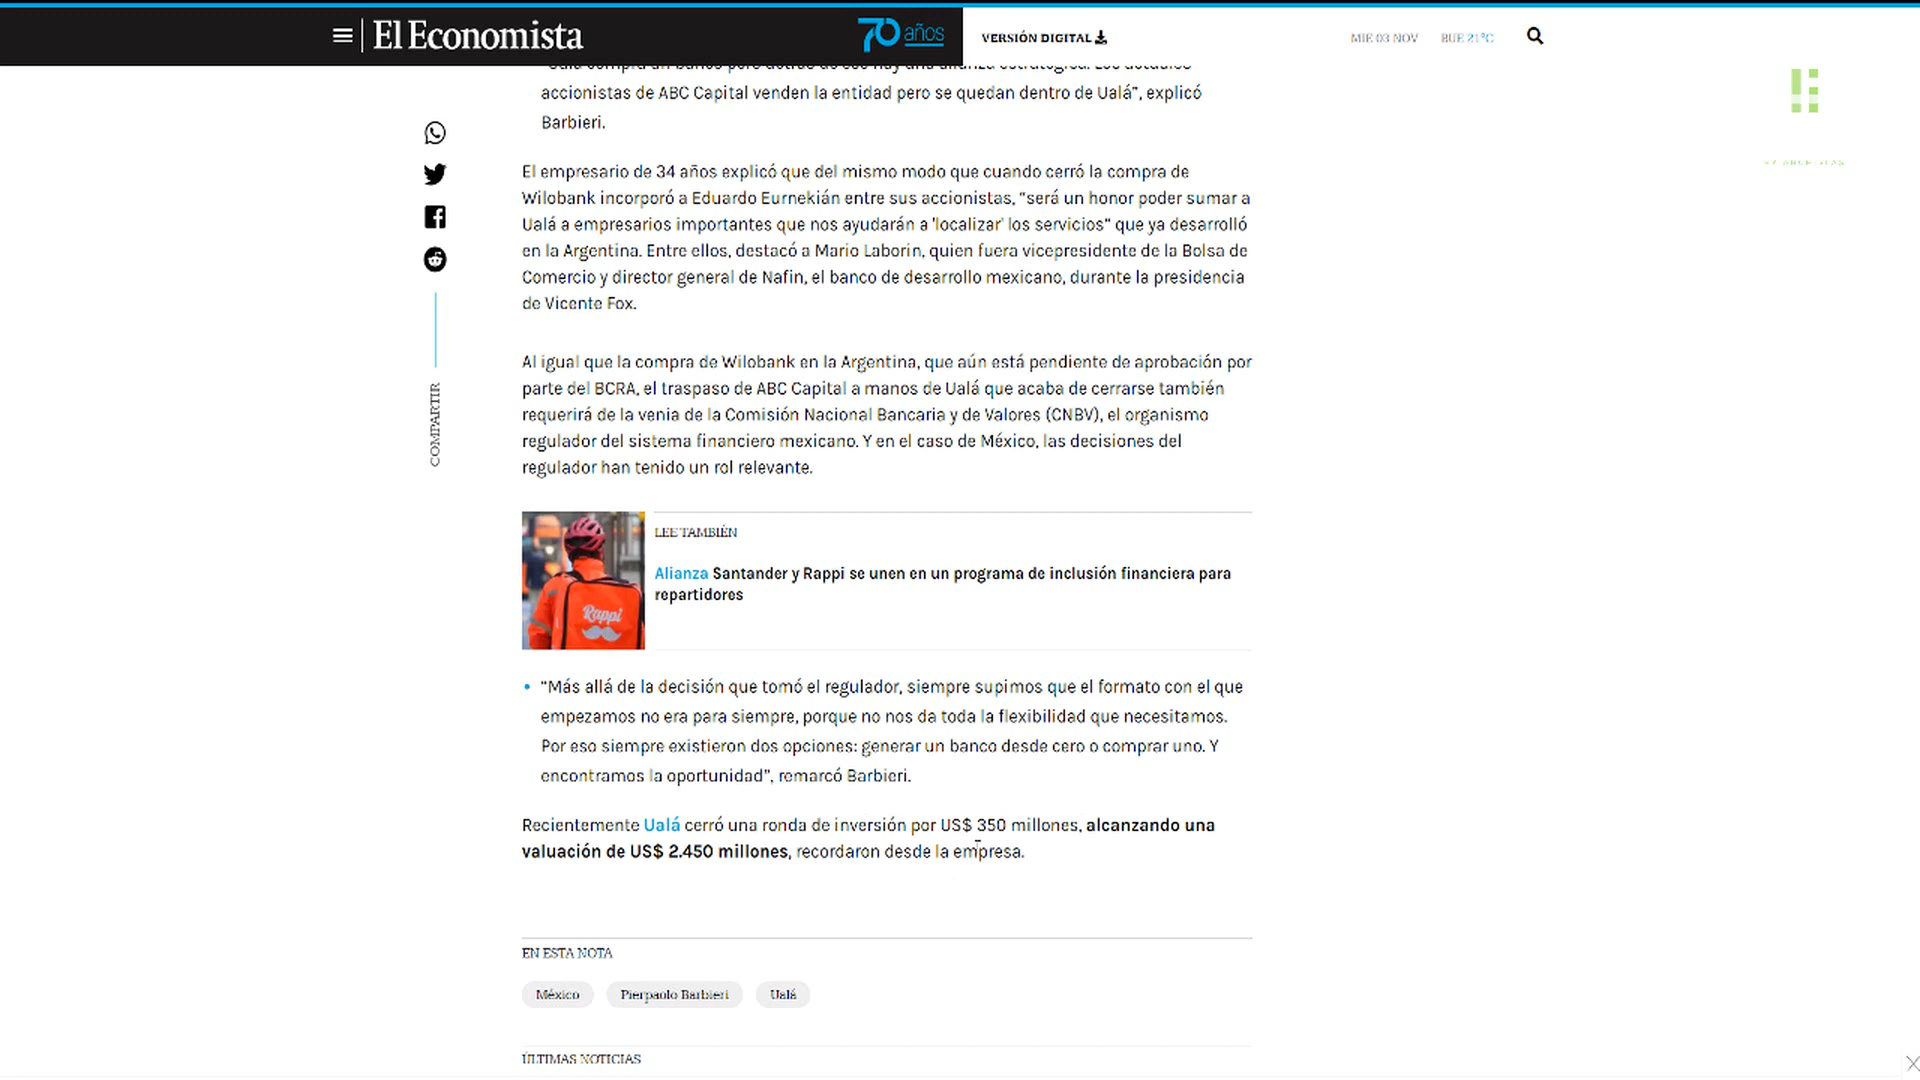 El Economista
70 años
VERSIÓN DIGITAL
MIE 03 NOV
BUE 21°C
"Ualá compra un banco pero detrás de eso hay una alianza estratégica. Los actuales
accionistas de ABC Capital venden la entidad pero se quedan dentro de Ualá”, explicó
Barbieri.
El empresario de 34 años explicó que del mismo modo que cuando cerró la compra de
Wilobank incorporó a Eduardo Eurnekián entre sus accionistas, “será un honor poder sumar a
Ualá a empresarios importantes que nos ayudarán a 'localizar' los servicios” que ya desarrolló
en la Argentina. Entre ellos, destacó a Mario Laborin, quien fuera vicepresidente de la Bolsa de
Comercio y director general de Nafin, el banco de desarrollo mexicano, durante la presidencia
de Vicente Fox.
Al igual que la compra de Wilobank en la Argentina, que aún está pendiente de aprobación por
parte del BCRA, el traspaso de ABC Capital a manos de Ualá que acaba de cerrarse también
requerirá de la venia de la Comisión Nacional Bancaria y de Valores (CNBV), el organismo
regulador del sistema financiero mexicano. Y en el caso de México, las decisiones del
regulador han tenido un rol relevante.
COMPARTIR
Rappi
LEE TAMBIÉN
Alianza Santander y Rappi se unen en un programa de inclusión financiera para
repartidores
• “Más allá de la decisión que tomó el regulador, siempre supimos que el formato con el que
empezamos no era para siempre, porque no nos da toda la flexibilidad que necesitamos.
Por eso siempre existieron dos opciones: generar un banco desde cero o comprar uno. Y
encontramos la oportunidad”, remarcó Barbieri.
Recientemente Ualá cerró una ronda de inversión por US$ 350 millones, alcanzando una
valuación de US$ 2.450 millones, recordaron desde la empresa.
EN ESTA NOTA
México
Pierpaolo Barbieri
Ualá
ÚLTIMAS NOTICIAS